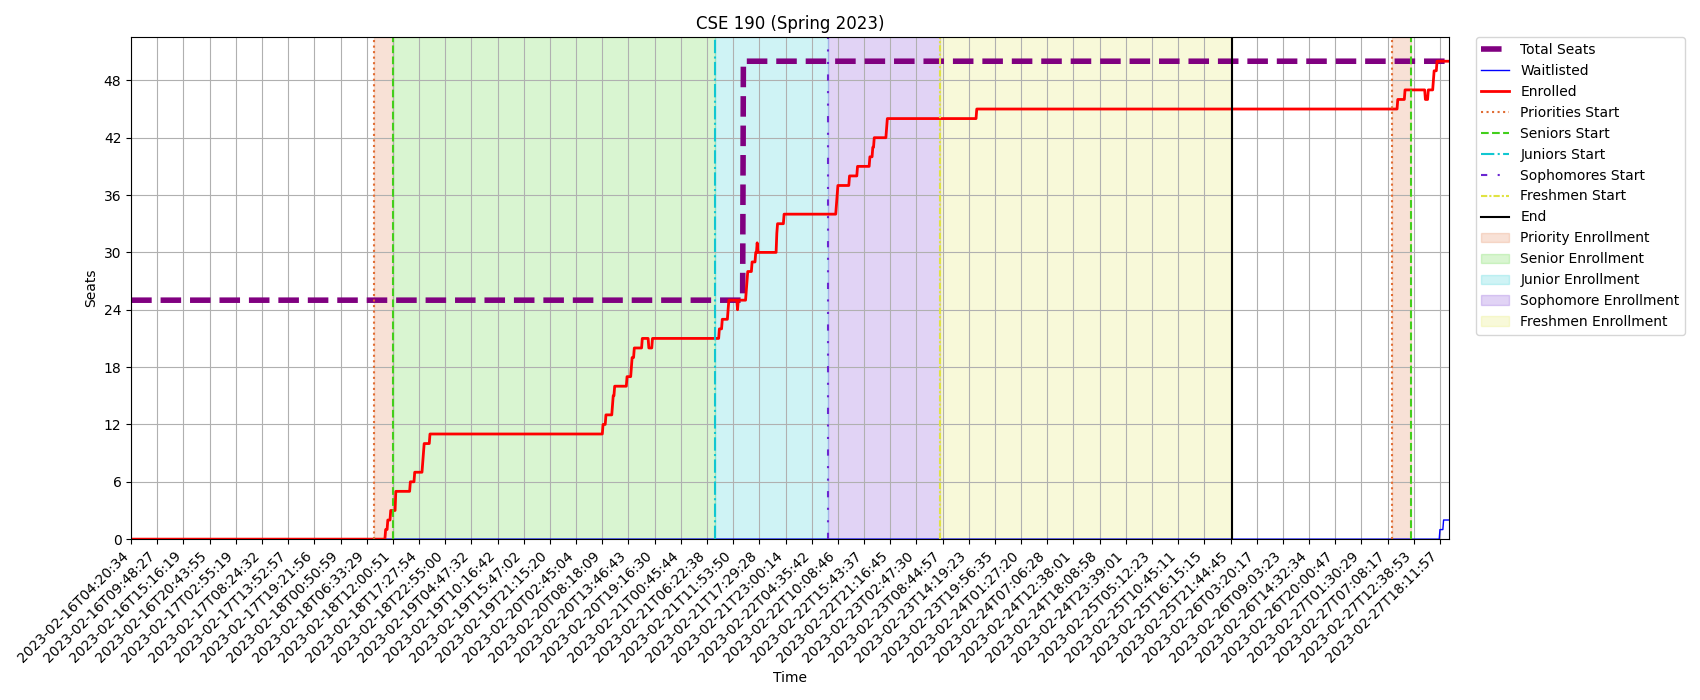 CSE 190 (Spring 2023)
Seats
48
42
36
30
24
18
12
6
0
2023-02-16T04:20:34
2023-02-16T09:48:27
2023-02-16T15:16:19
2023-02-16T20:43:55
2023-02-17T02:55:19
2023-02-17T08:24:32
2023-02-17T13:52:57
2023-02-17T19:21:56
2023-02-18T00:50:59
2023-02-18T06:33:29
2023-02-18T12:00:51
2023-02-18T17:27:54
2023-02-18T22:55:00
2023-02-19T04:47:32
2023-02-19T10:16:42
2023-02-19T15:47:02
2023-02-19T21:15:20
2023-02-20T02:45:04
2023-02-20T08:18:09
2023-02-20T13:46:43
2023-02-20T19:16:30
2023-02-21T00:45:44
2023-02-21T06:22:38
2023-02-21T11:53:50
2023-02-21T17:29:28
2023-02-21T23:00:14
2023-02-22T04:35:42
2023-02-22T10:08:46
2023-02-22T15:43:37
2023-02-22T21:16:45
2023-02-23T02:47:30
2023-02-23T08:44:57
2023-02-23T14:19:23
2023-02-23T19:56:35
2023-02-24T01:27:20
2023-02-24T07:06:28
2023-02-24T12:38:01
2023-02-24T18:08:58
2023-02-24T23:39:01
2023-02-25T05:12:23
2023-02-25T10:45:11
2023-02-25T16:15:15
2023-02-25T21:44:45
2023-02-26T03:20:17
2023-02-26T09:03:23
2023-02-26T14:32:34
2023-02-26T20:00:47
2023-02-27T01:30:29
2023-02-27T07:08:17
2023-02-27T12:38:53
2023-02-27T18:11:57
Time
Total Seats
Waitlisted
Enrolled
Priorities Start
Seniors Start
Juniors Start
Sophomores Start
Freshmen Start
End
Priority Enrollment
Senior Enrollment
Junior Enrollment
Sophomore Enrollment
Freshmen Enrollment